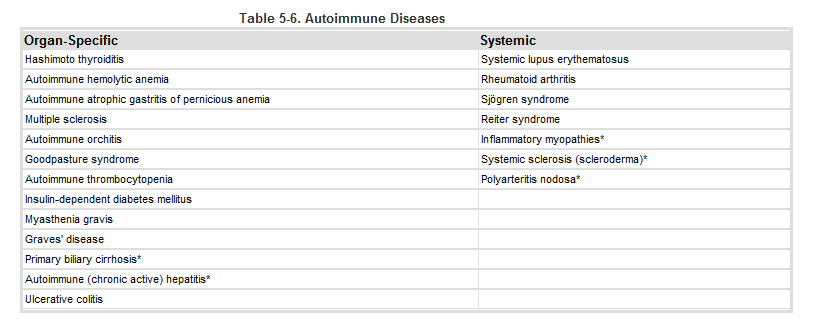 Table 5-6. Autoimmune Diseases
Organ-Specific Systemic
Hashimoto thyroiditis Systemic lupus erythematosus
Autoimmune hemolytic anemia Rheumatoid arthritis
Autoimmune atrophic gastritis of pernicious anemia Sjögren syndrome
Multiple sclerosis Reiter syndrome
Autoimmune orchitis Inflammatory myopathies*
Goodpasture syndrome Systemic sclerosis (scleroderma)*
Autoimmune thrombocytopenia Polyarteritis nodosa*
Insulin-dependent diabetes mellitus
Myasthenia gravis
Graves' disease
Primary biliary cirrhosis*
Autoimmune (chronic active) hepatitis*
Ulcerative colitis